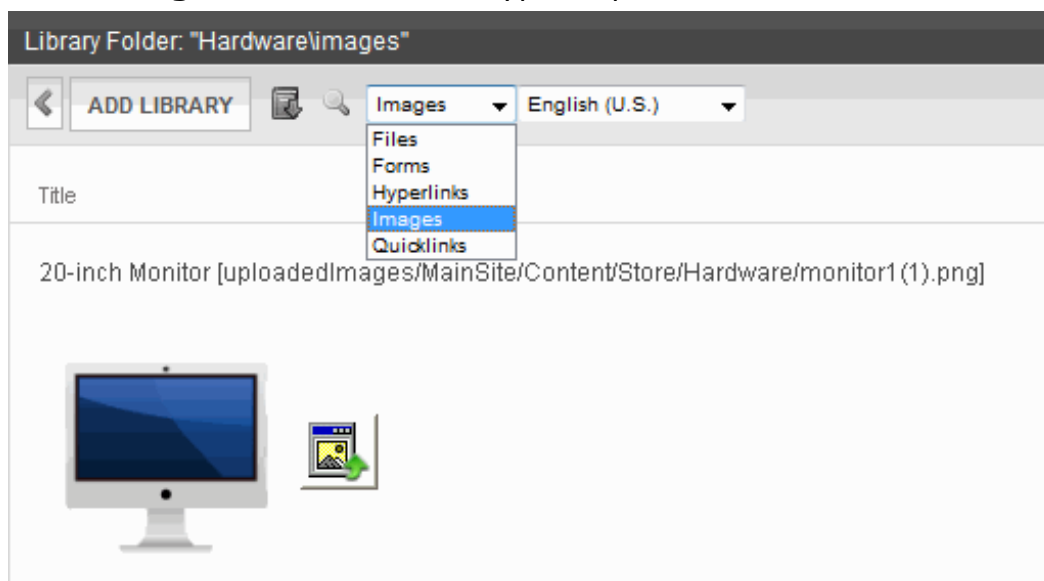 Library Folder: "Hardware\images"
ADD LIBRARY Images English (U.S.)
Files
Forms
Hyperlinks
Title
Images
Quicklinks
20-inch Monitor [uploadedImages/MainSite/Content/Store/Hardware/monitor1(1).png]